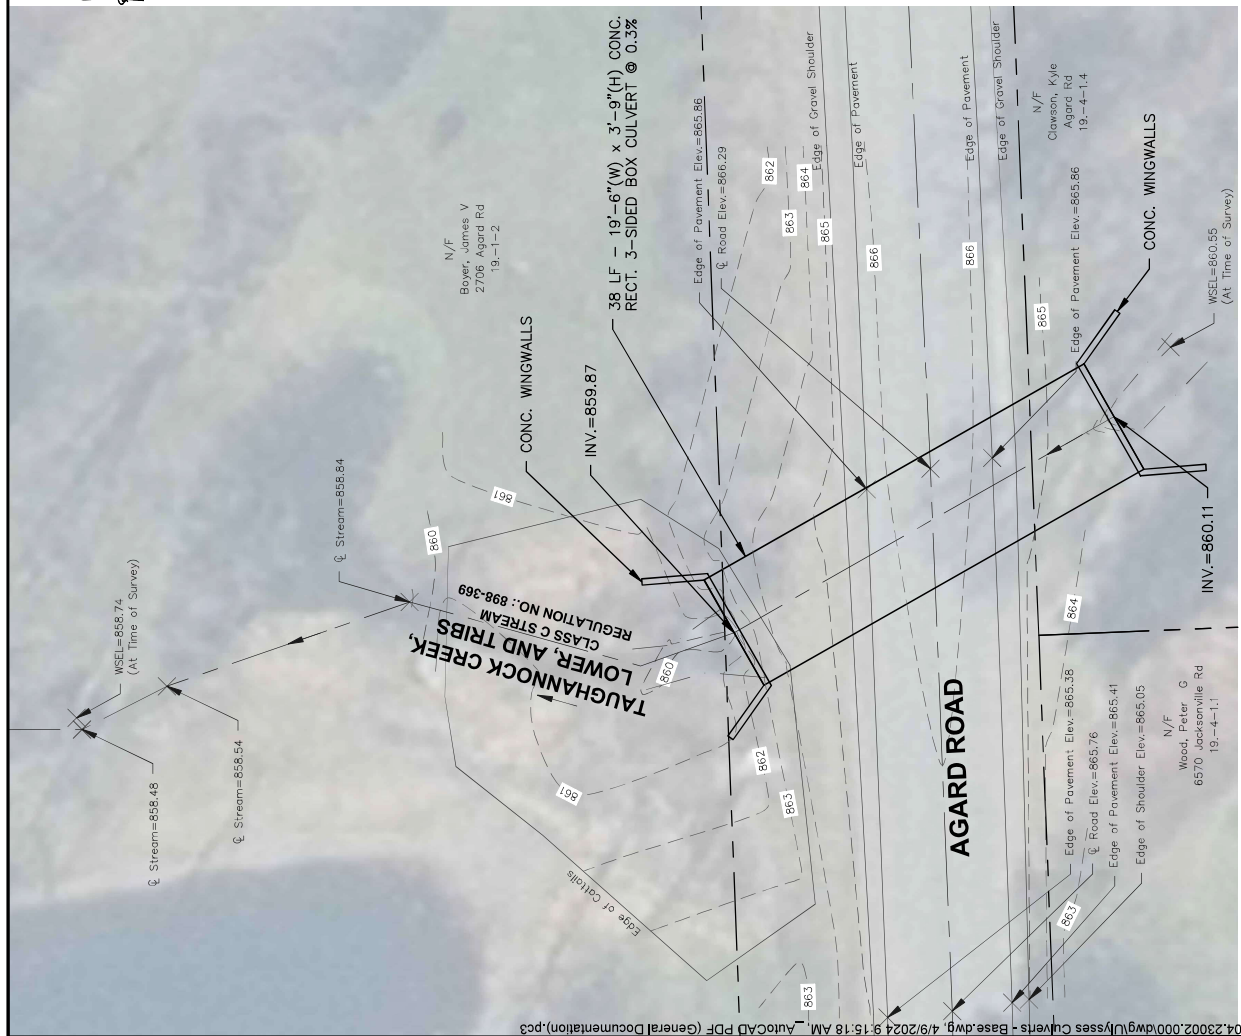 N/F
Boyer, James V
2706 Agard Rd
19.-1-2
CONC. WINGWALLS
INV.=859.87
38 LF - 19'-6"(W) x 3'-9"(H) CONC.
RECT. 3-SIDED BOX CULVERT @ 0.3%
Edge of Pavement Elev.=865.86
℄ Road Elev.=866.29
862
863
864
865
Edge of Gravel Shoulder
Edge of Pavement
866
866
Edge of Pavement
Edge of Gravel Shoulder
N/F
Clawson, Kyle
Agard Rd
19.-4-1.4
Edge of Pavement Elev.=865.86
CONC. WINGWALLS
WSEL=860.55
(At Time of Survey)
865
INV.=860.11
864
861
860
℄ Stream=858.84
WSEL=858.74
(At Time of Survey)
℄ Stream=858.48
℄ Stream=858.54
TAUGHANNOCK CREEK,
LOWER, AND TRIBS
CLASS C STREAM
REGULATION NO.: 898-369
860
861
862
863
Edge of Cattails
863
AGARD ROAD
Edge of Pavement Elev.=865.38
℄ Road Elev.=865.76
Edge of Pavement Elev.=865.41
Edge of Shoulder Elev.=865.05
863
N/F
Wood, Peter G
6570 Jacksonville Rd
19.-4-1.1
04.23002.000\dwg\Ulysses Culverts - Base.dwg, 4/9/2024 9:15:18 AM, _AutoCAD PDF (General Documentation).pc3